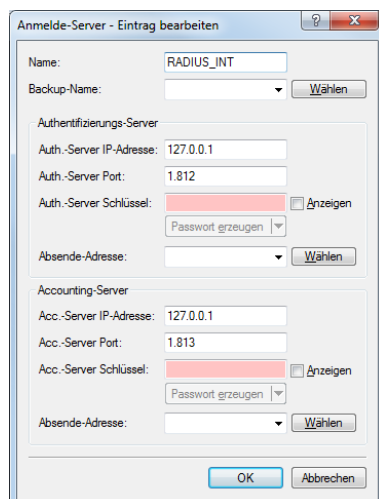 Anmelde-Server - Eintrag bearbeiten
Name: RADIUS_INT
Backup-Name: Wählen
Authentifizierungs-Server
Auth.-Server IP-Adresse: 127.0.0.1
Auth.-Server Port: 1.812
Auth.-Server Schlüssel: Anzeigen
Passwort erzeugen
Absende-Adresse: Wählen
Accounting-Server
Acc.-Server IP-Adresse: 127.0.0.1
Acc.-Server Port: 1.813
Acc.-Server Schlüssel: Anzeigen
Passwort erzeugen
Absende-Adresse: Wählen
OK Abbrechen